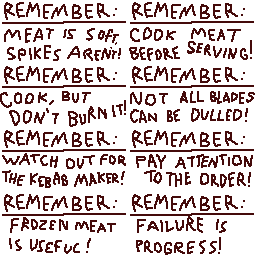 REMEMBER:
MEAT IS SOFT,
SPIKES ARENT!
REMEMBER:
COOK MEAT
BEFORE SERVING!
REMEMBER:
COOK, BUT
DON'T BURN IT!
REMEMBER:
NOT ALL BLADES
CAN BE DULLED!
REMEMBER:
WATCH OUT FOR
THE KEBAB MAKER!
REMEMBER:
PAY ATTENTION
TO THE ORDER!
REMEMBER:
FROZEN MEAT
IS USEFUL!
REMEMBER:
FAILURE IS
PROGRESS!